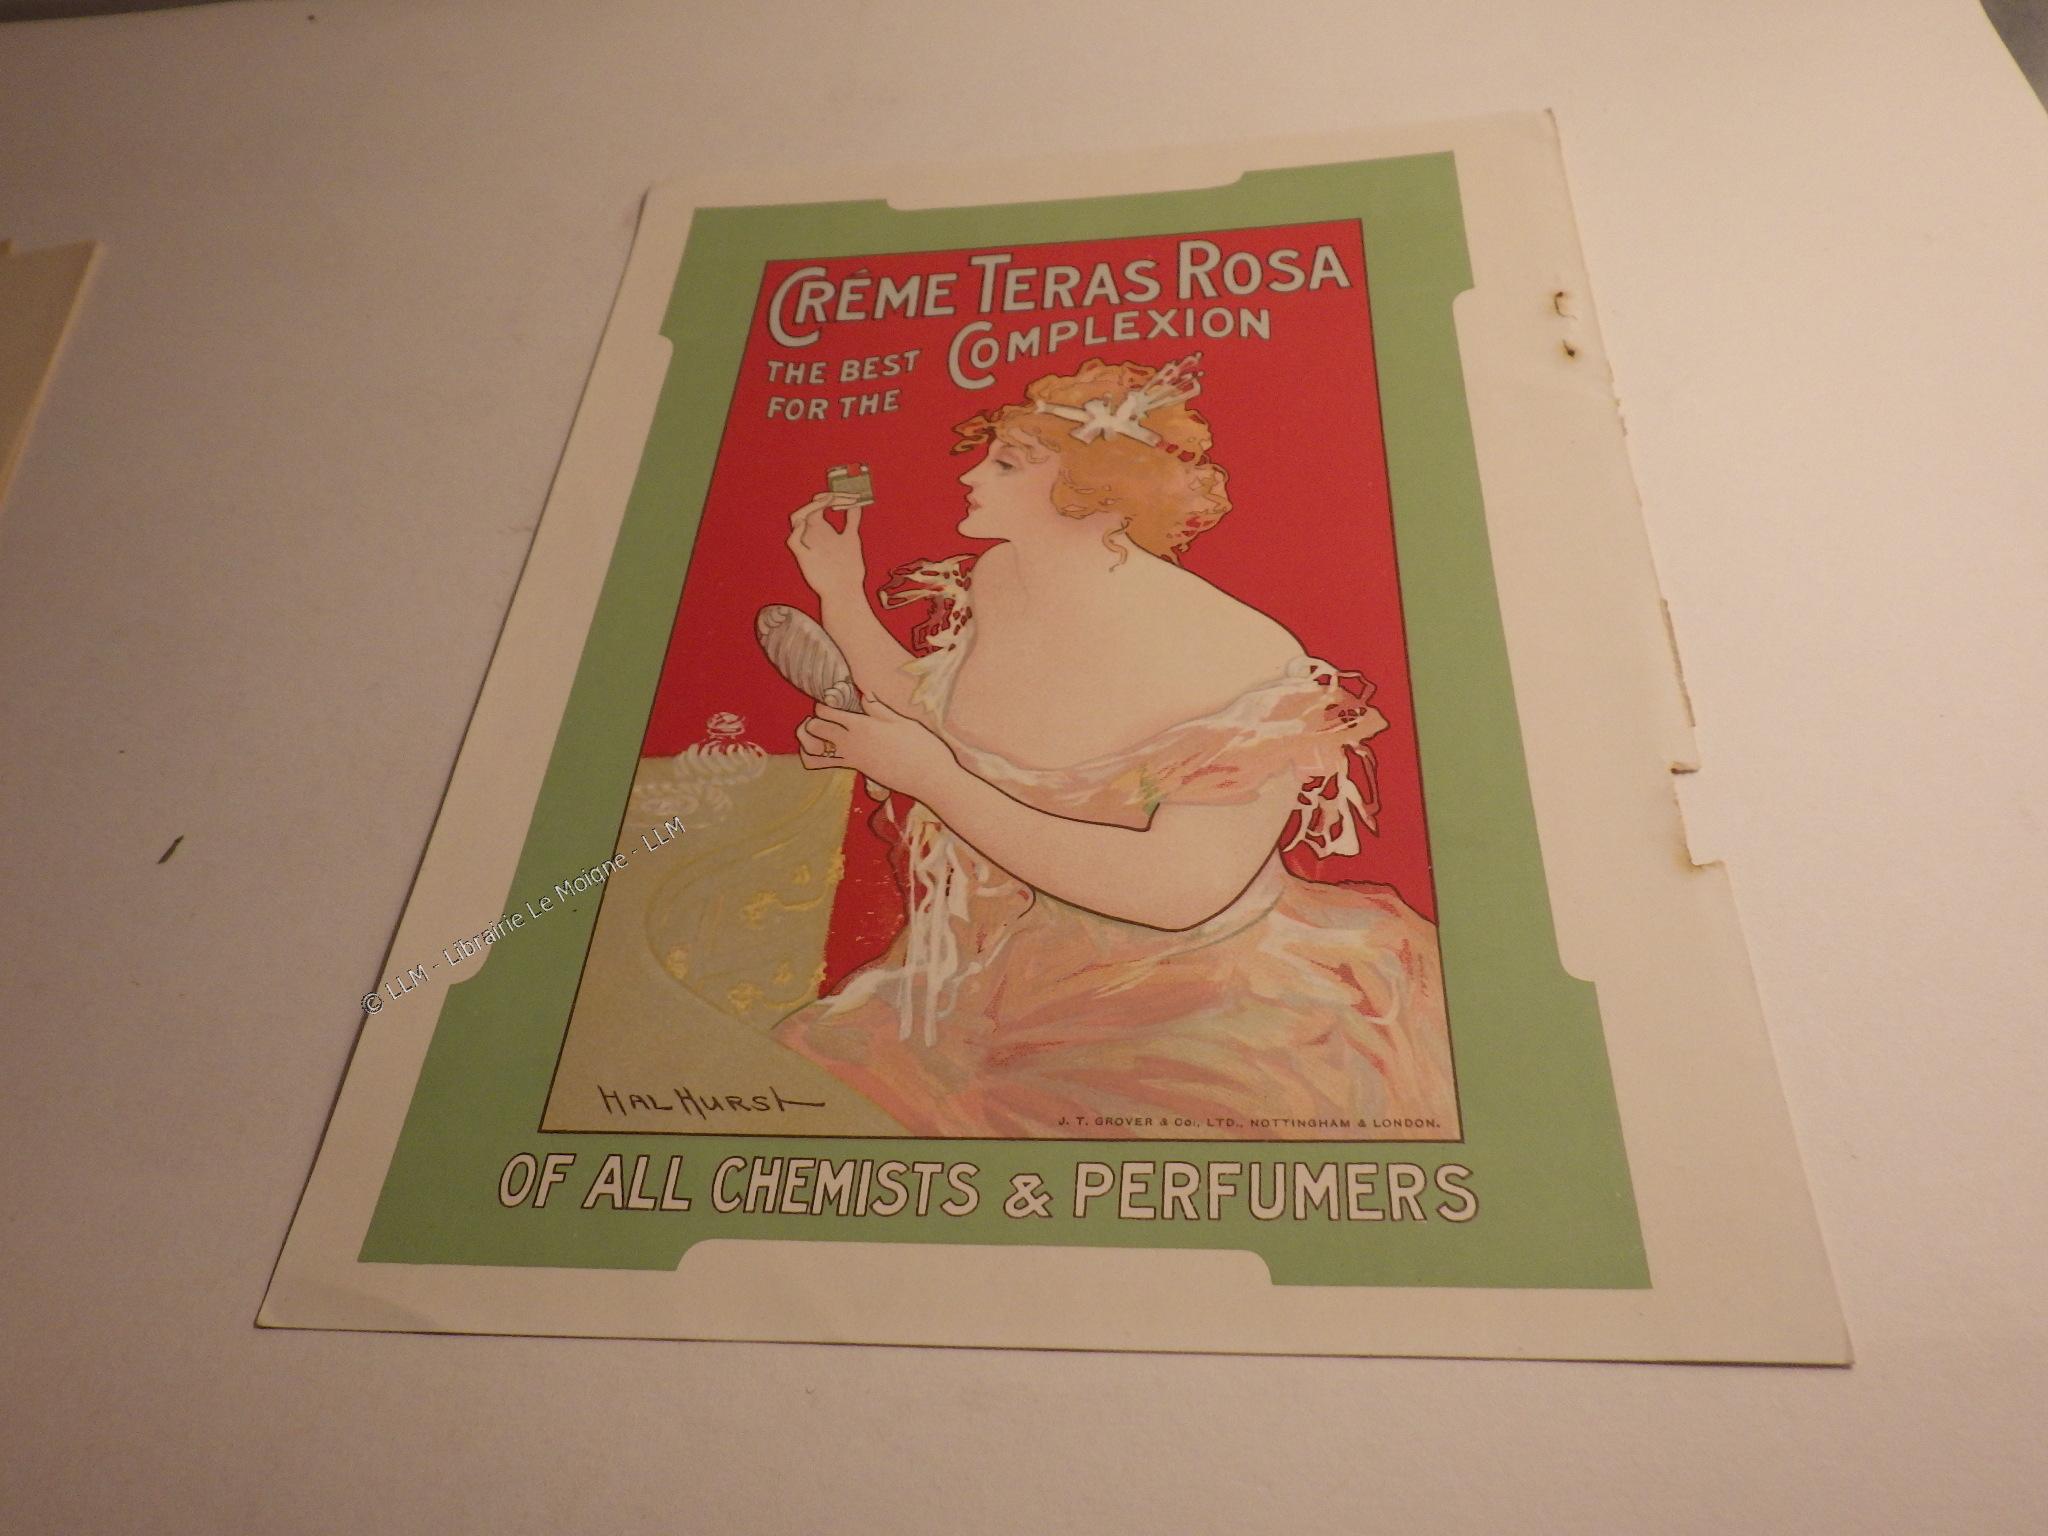 CRÉME TERAS ROSA
THE BEST
FOR THE
COMPLEXION
© LLM - Librairie Le Moigne - LLM
HAL HURST
J. T. GROVER & Co., LTD., NOTTINGHAM & LONDON.
OF ALL CHEMISTS & PERFUMERS